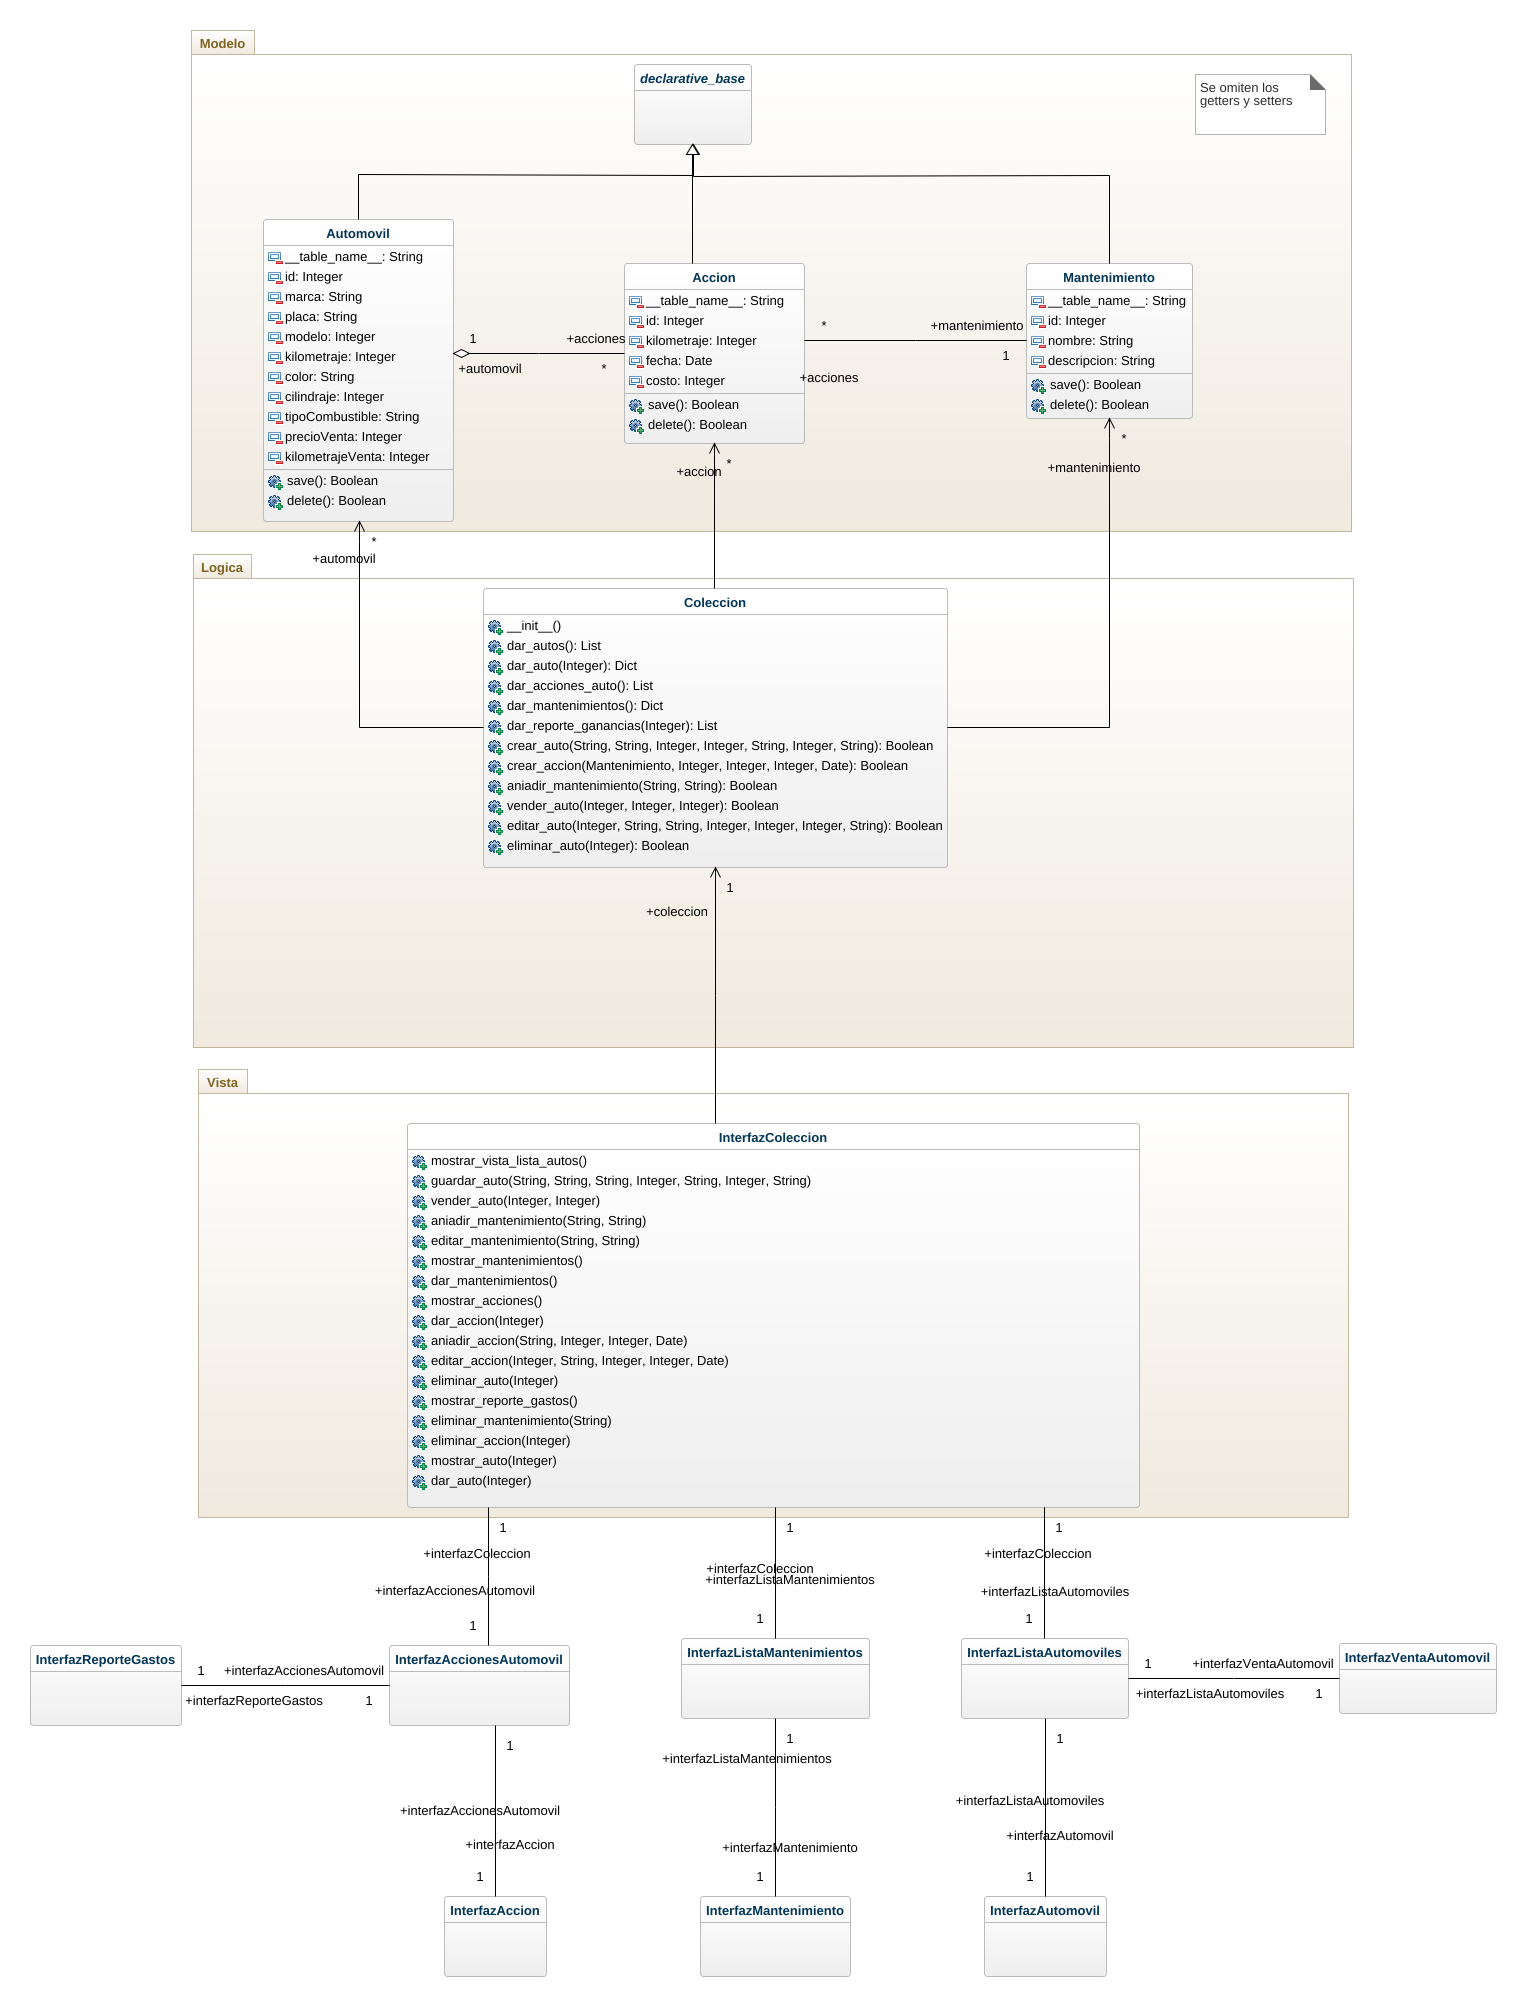 Modelo
declarative_base
Se omiten los
getters y setters
Automovil
__table_name__: String
id: Integer
marca: String
placa: String
modelo: Integer
kilometraje: Integer
color: String
cilindraje: Integer
tipoCombustible: String
precioVenta: Integer
kilometrajeVenta: Integer
save(): Boolean
delete(): Boolean
1
+acciones
+automovil
*
Accion
__table_name__: String
id: Integer
kilometraje: Integer
fecha: Date
costo: Integer
save(): Boolean
delete(): Boolean
*
+mantenimiento
1
+acciones
Mantenimiento
__table_name__: String
id: Integer
nombre: String
descripcion: String
save(): Boolean
delete(): Boolean
*
+mantenimiento
*
+accion
*
+automovil
Logica
Coleccion
__init__()
dar_autos(): List
dar_auto(Integer): Dict
dar_acciones_auto(): List
dar_mantenimientos(): Dict
dar_reporte_ganancias(Integer): List
crear_auto(String, String, Integer, Integer, String, Integer, String): Boolean
crear_accion(Mantenimiento, Integer, Integer, Integer, Date): Boolean
aniadir_mantenimiento(String, String): Boolean
vender_auto(Integer, Integer, Integer): Boolean
editar_auto(Integer, String, String, Integer, Integer, Integer, String): Boolean
eliminar_auto(Integer): Boolean
1
+coleccion
Vista
InterfazColeccion
mostrar_vista_lista_autos()
guardar_auto(String, String, String, Integer, String, Integer, String)
vender_auto(Integer, Integer)
aniadir_mantenimiento(String, String)
editar_mantenimiento(String, String)
mostrar_mantenimientos()
dar_mantenimientos()
mostrar_acciones()
dar_accion(Integer)
aniadir_accion(String, Integer, Integer, Date)
editar_accion(Integer, String, Integer, Integer, Date)
eliminar_auto(Integer)
mostrar_reporte_gastos()
eliminar_mantenimiento(String)
eliminar_accion(Integer)
mostrar_auto(Integer)
dar_auto(Integer)
1
1
1
+interfazColeccion
+interfazColeccion
+interfazColeccion
+interfazAccionesAutomovil
+interfazListaMantenimientos
+interfazListaAutomoviles
1
1
1
InterfazReporteGastos
1
+interfazAccionesAutomovil
+interfazReporteGastos
1
InterfazAccionesAutomovil
InterfazListaMantenimientos
InterfazListaAutomoviles
1
+interfazVentaAutomovil
+interfazListaAutomoviles
1
InterfazVentaAutomovil
1
1
1
+interfazListaMantenimientos
+interfazAccionesAutomovil
+interfazListaAutomoviles
+interfazAccion
+interfazMantenimiento
+interfazAutomovil
1
1
1
InterfazAccion
InterfazMantenimiento
InterfazAutomovil